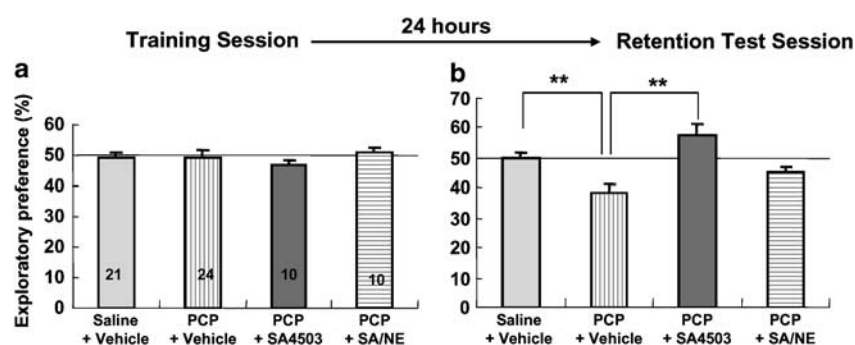 24 hours
Training Session
Retention Test Session
a
Exploratory preference (%)
60
50
40
30
20
10
0
21
24
10
10
Saline
+ Vehicle
PCP
+ Vehicle
PCP
+ SA4503
PCP
+ SA/NE
b
**
**
70
60
50
40
30
20
10
0
Saline
+ Vehicle
PCP
+ Vehicle
PCP
+ SA4503
PCP
+ SA/NE